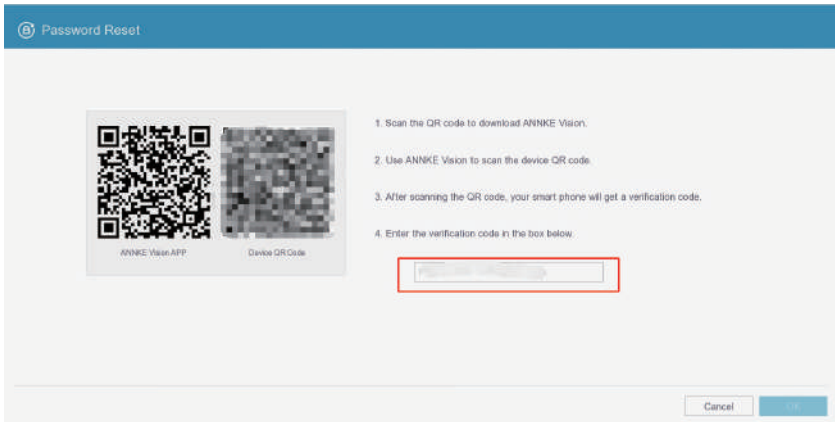 Password Reset
1. Scan the QR code to download ANNKE Vision.
2. Use ANNKE Vision to scan the device QR code.
3. After scanning the QR code, your smart phone will get a verification code.
4. Enter the verification code in the box below.
ANNKE Vision APP
Device QR Code
Cancel
OK